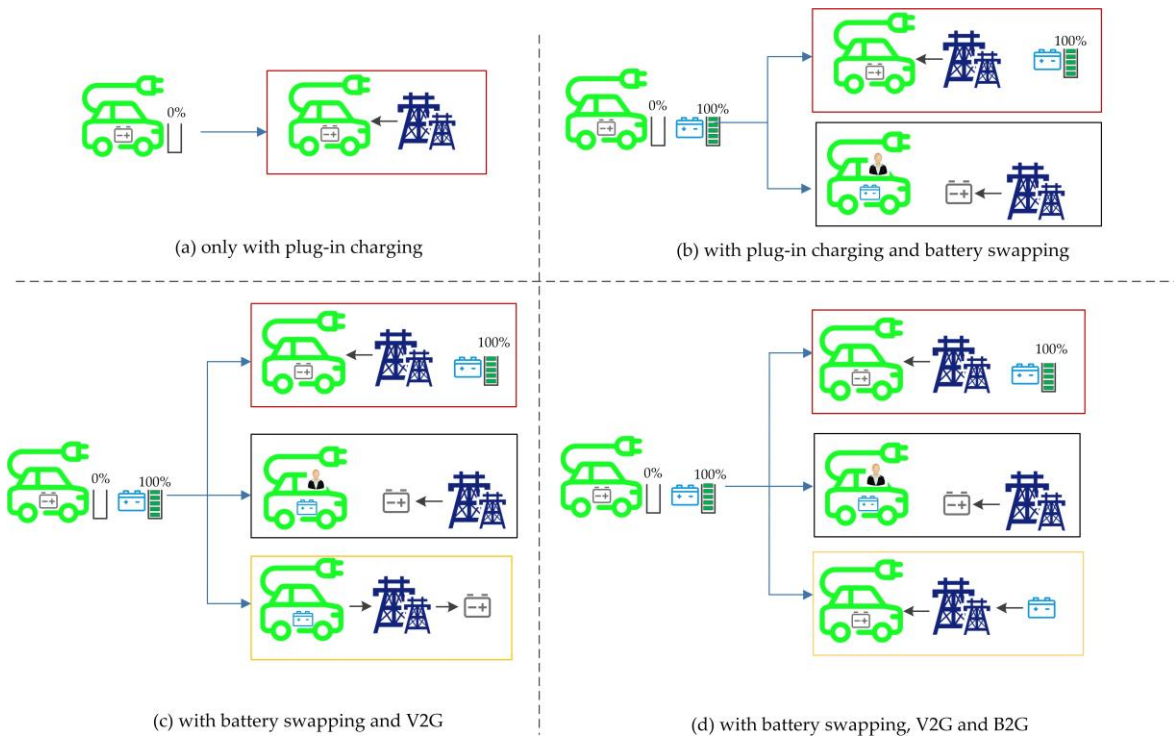 0%
(a) only with plug-in charging
100%
0%
100%
(b) with plug-in charging and battery swapping
100%
0%
100%
(c) with battery swapping and V2G
100%
0%
100%
(d) with battery swapping, V2G and B2G